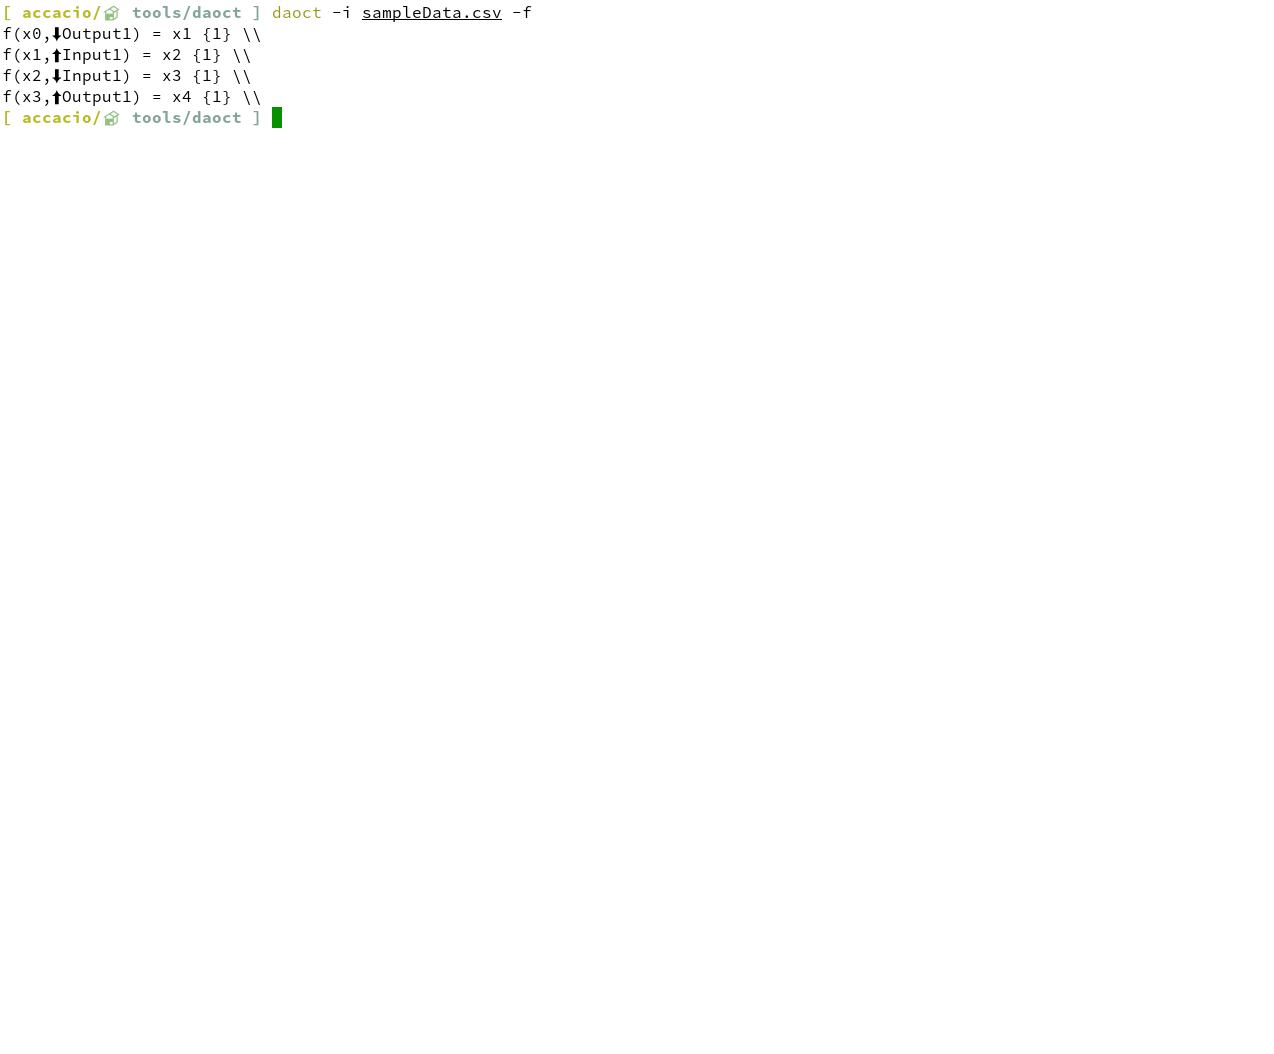 [ accacio/ tools/daoct ] daoct -i sampleData.csv -f
f(x0,⬇Output1) = x1 {1} \\
f(x1,⬆Input1) = x2 {1} \\
f(x2,⬇Input1) = x3 {1} \\
f(x3,⬆Output1) = x4 {1} \\
[ accacio/ tools/daoct ]